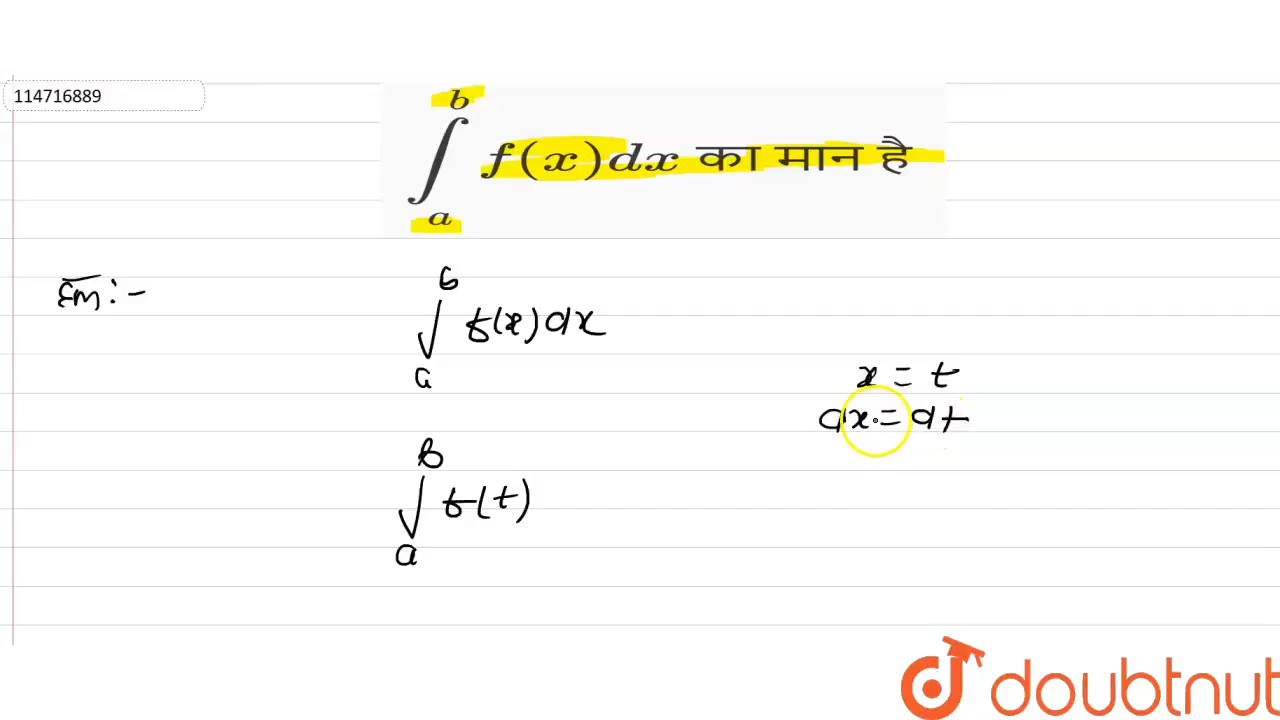 114716889
∫_a^b f(x)dx का मान है
हल :-
∫_a^b f(x)dx
x = t
dx = dt
∫_a^b f(t)
doubtnut